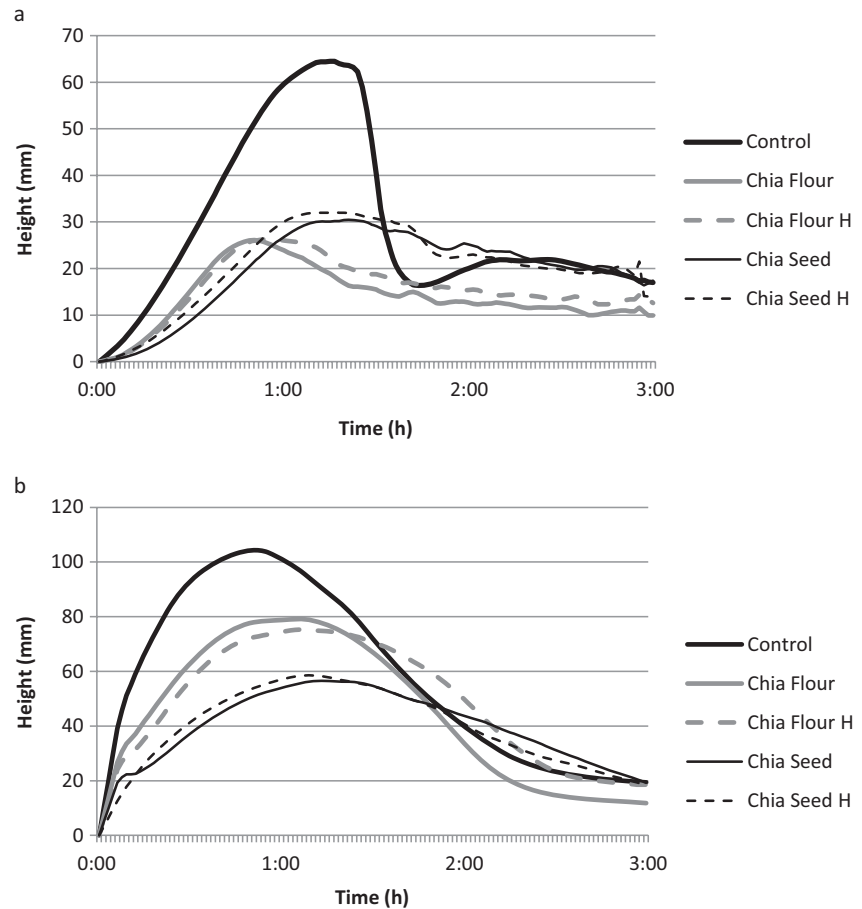 a
70
60
50
40
30
20
10
0
Height (mm)
0:00 1:00 2:00 3:00
Time (h)
Control
Chia Flour
Chia Flour H
Chia Seed
Chia Seed H
b
120
100
80
60
40
20
0
Height (mm)
0:00 1:00 2:00 3:00
Time (h)
Control
Chia Flour
Chia Flour H
Chia Seed
Chia Seed H